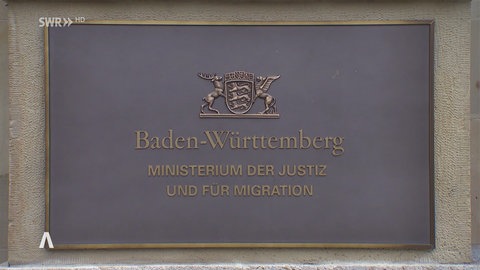 SWR>> HD
Baden-Württemberg
MINISTERIUM DER JUSTIZ
UND FÜR MIGRATION